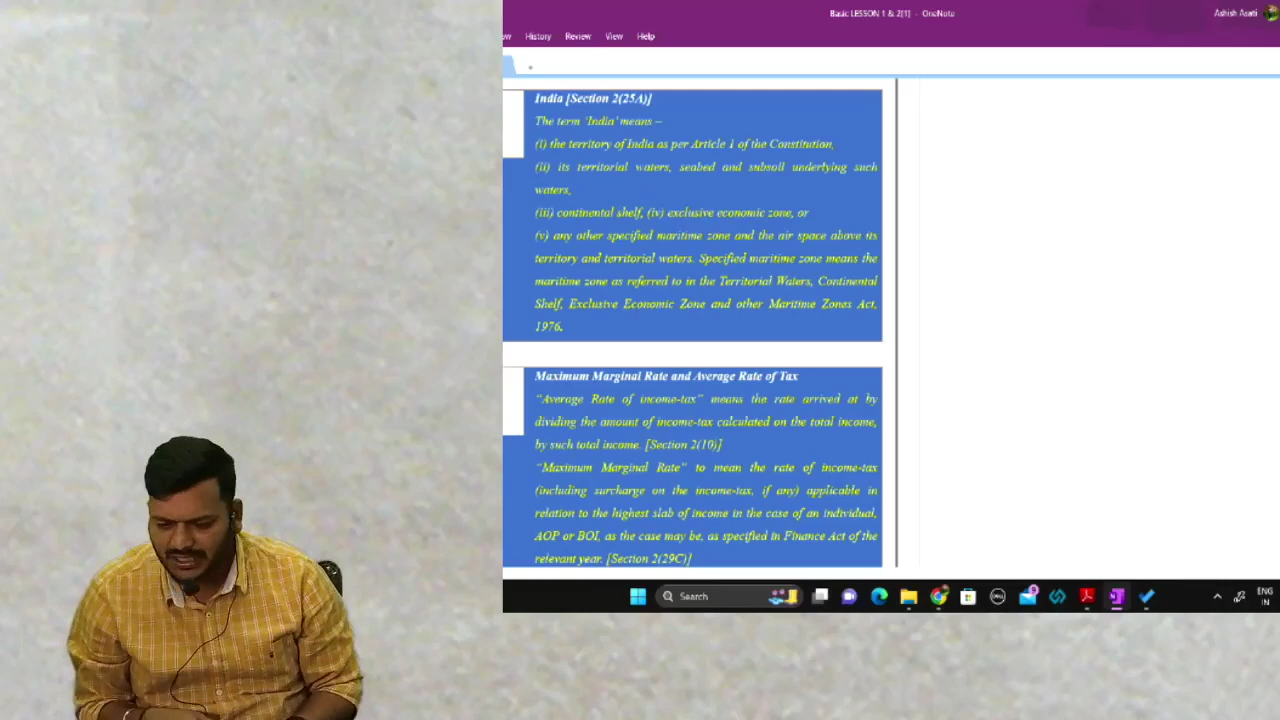 Basic LESSON 1 & 2[1] - OneNote
Ashish Asati
History Review View Help
India [Section 2(25A)]
The term 'India' means –
(i) the territory of India as per Article 1 of the Constitution,
(ii) its territorial waters, seabed and subsoil underlying such
waters,
(iii) continental shelf, (iv) exclusive economic zone, or
(v) any other specified maritime zone and the air space above its
territory and territorial waters. Specified maritime zone means the
maritime zone as referred to in the Territorial Waters, Continental
Shelf, Exclusive Economic Zone and other Maritime Zones Act,
1976.
Maximum Marginal Rate and Average Rate of Tax
“Average Rate of income-tax” means the rate arrived at by
dividing the amount of income-tax calculated on the total income,
by such total income. [Section 2(10)]
“Maximum Marginal Rate” to mean the rate of income-tax
(including surcharge on the income-tax, if any) applicable in
relation to the highest slab of income in the case of an individual,
AOP or BOI, as the case may be, as specified in Finance Act of the
relevant year. [Section 2(29C)]
Search
DELL
ENG
IN